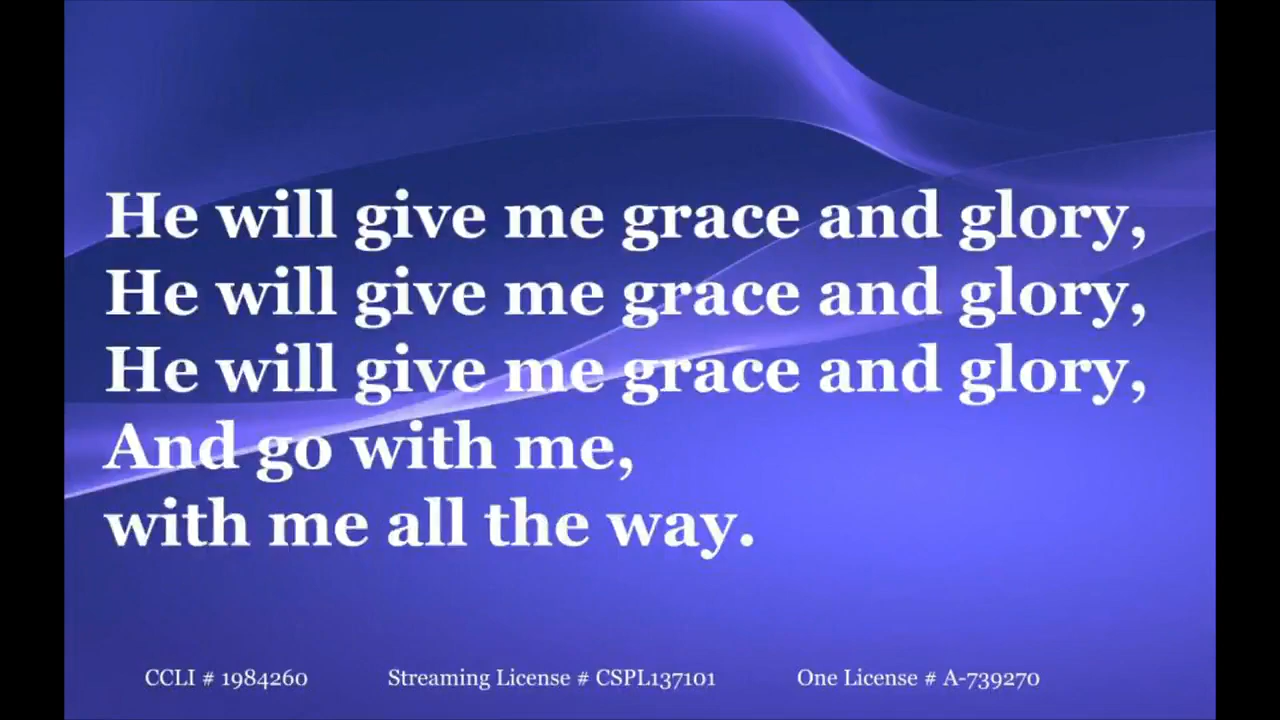 He will give me grace and glory,
He will give me grace and glory,
He will give me grace and glory,
And go with me,
with me all the way.
CCLI # 1984260 Streaming License # CSPL137101 One License # A-739270